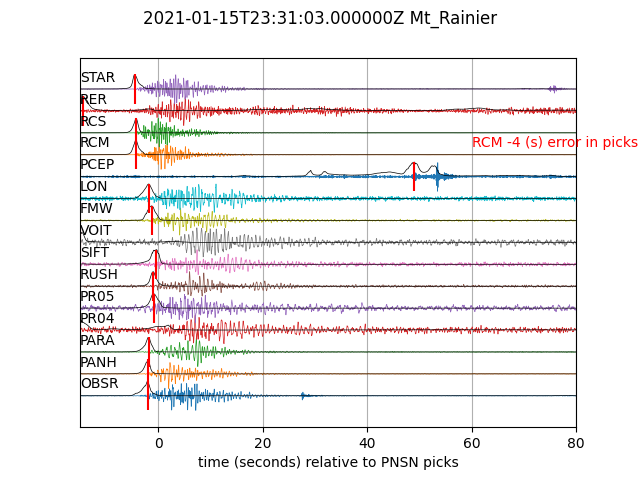 2021-01-15T23:31:03.000000Z Mt_Rainier
STAR
RER
RCS
RCM
RCM -4 (s) error in picks
PCEP
LON
FMW
VOIT
SIFT
RUSH
PR05
PR04
PARA
PANH
OBSR
0 20 40 60 80
time (seconds) relative to PNSN picks